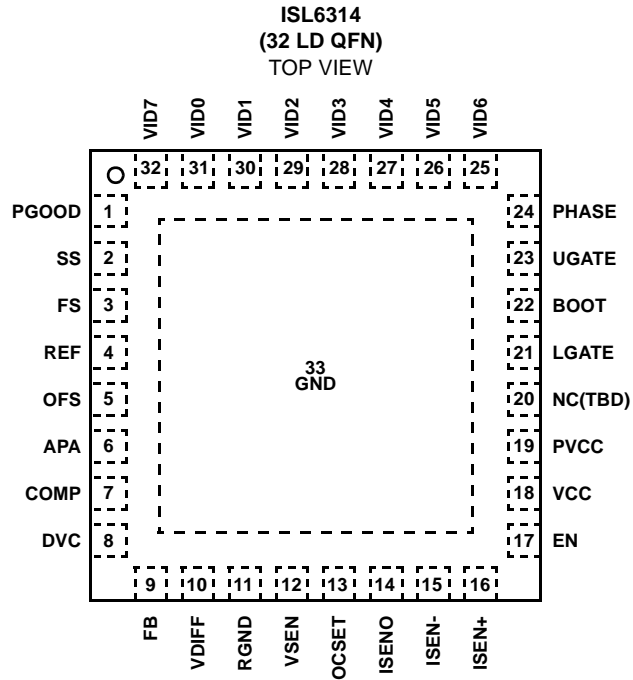 ISL6314
(32 LD QFN)
TOP VIEW
VID7 VID0 VID1 VID2 VID3 VID4 VID5 VID6
32 31 30 29 28 27 26 25
PGOOD 1
SS 2
FS 3
REF 4
OFS 5
APA 6
COMP 7
DVC 8
33
GND
24 PHASE
23 UGATE
22 BOOT
21 LGATE
20 NC(TBD)
19 PVCC
18 VCC
17 EN
9 10 11 12 13 14 15 16
FB VDIFF RGND VSEN OCSET ISENO ISEN- ISEN+